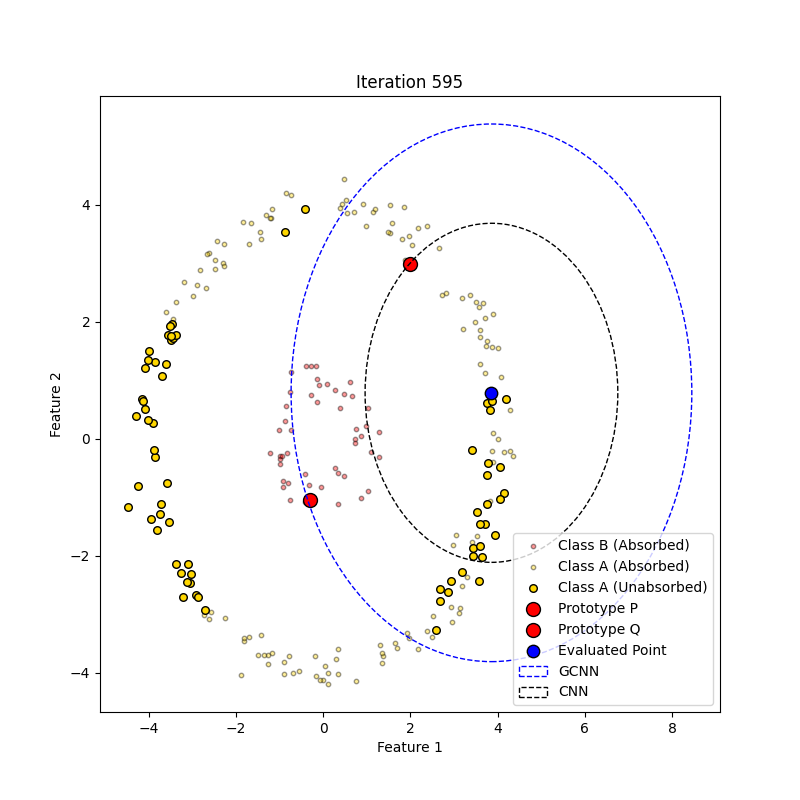 Iteration 595
Feature 2
4
2
0
−2
−4
Class B (Absorbed)
Class A (Absorbed)
Class A (Unabsorbed)
Prototype P
Prototype Q
Evaluated Point
GCNN
CNN
−4 −2 0 2 4 6 8
Feature 1